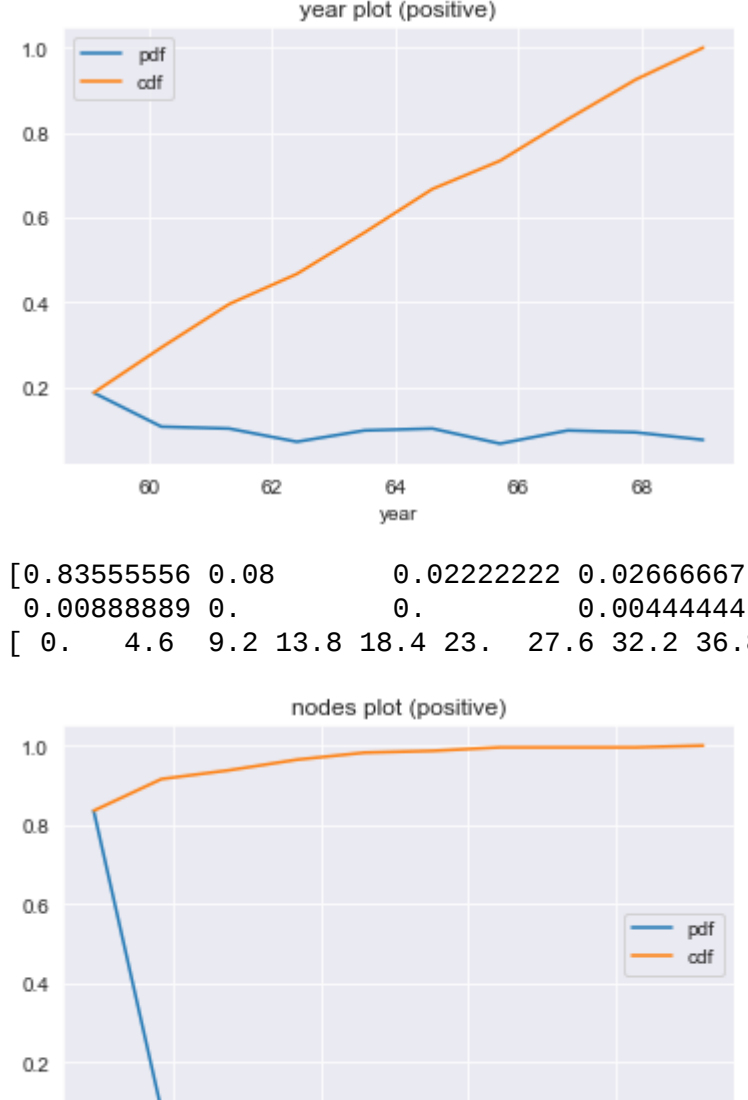 year plot (positive)
1.0
pdf
cdf
0.8
0.6
0.4
0.2
60 62 64 66 68
year
[0.83555556 0.08 0.02222222 0.02666667
0.00888889 0. 0. 0.00444444
[ 0. 4.6 9.2 13.8 18.4 23. 27.6 32.2 36.8
nodes plot (positive)
1.0
0.8
0.6
pdf
cdf
0.4
0.2